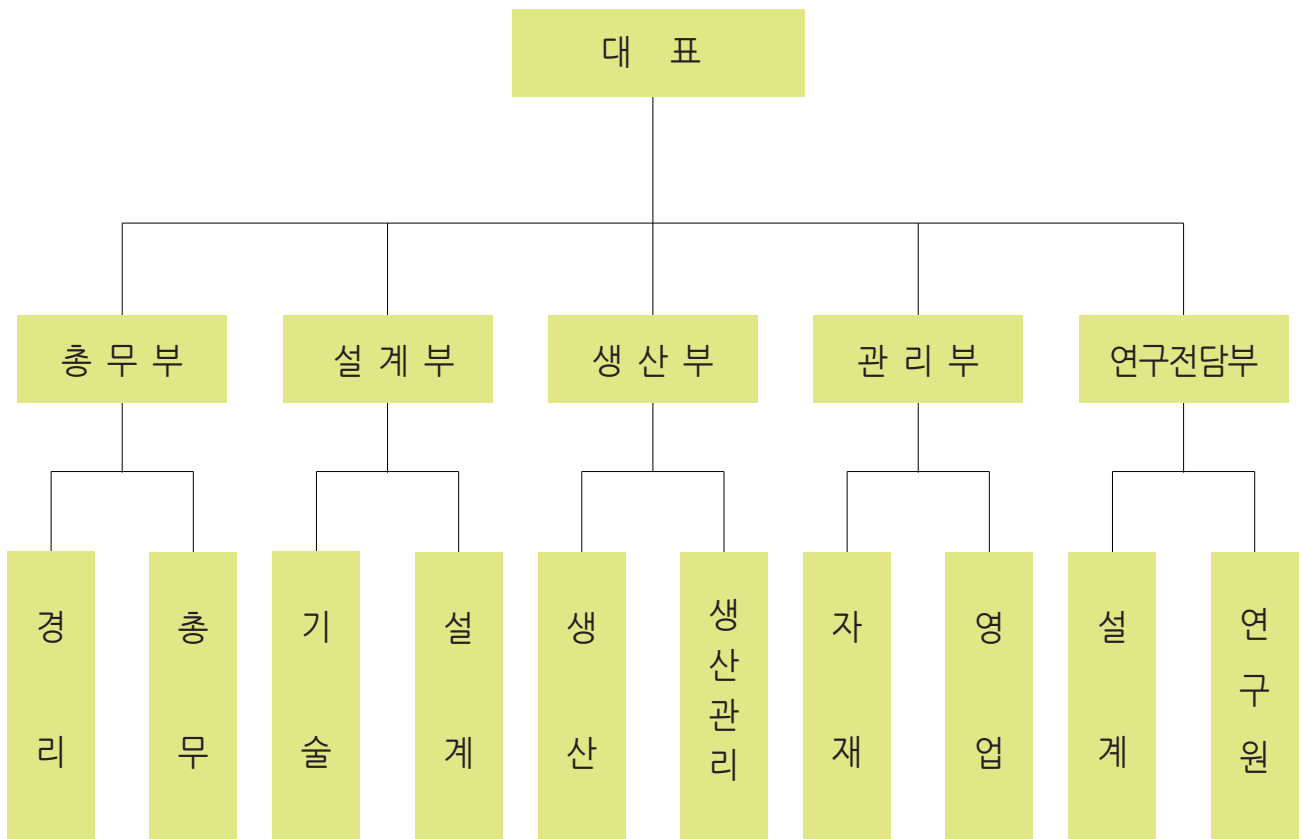 대 표
총 무 부
설 계 부
생 산 부
관 리 부
연구전담부
경리
총무
기술
설계
생산
생산관리
자재
영업
설계
연구원